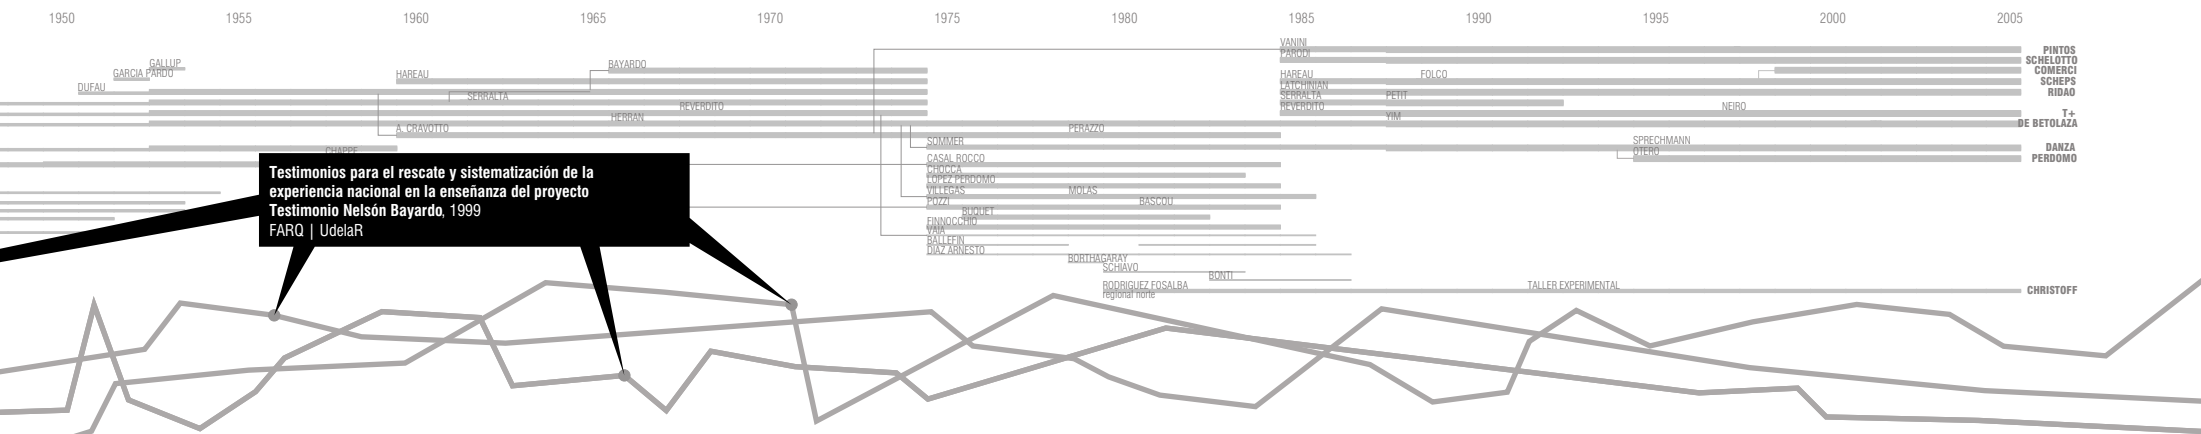 1950 1955 1960 1965 1970 1975 1980 1985 1990 1995 2000 2005
VANINI
PARODI PINTOS
GALLUP SCHELOTTO
BAYARDO COMERCI
GARCIA PARDO HAREAU HAREAU FOLCO SCHEPS
DUFAU LATCHINIAN RIDAO
SERRALTA SERRALTA PETIT
REVERDITO REVERDITO NEIRO
HERRAN YIM T+
A. CRAVOTTO PERAZZO DE BETOLAZA
SOMMER SPRECHMANN
CHAPPE OTERO DANZA
CASAL ROCCO PERDOMO
CHOCCA
LOPEZ PERDOMO
VILLEGAS MOLAS
POZZI BASCOU
BUQUET
FINNOCCHIO
VAIA
BALLEFIN
DIAZ ARNESTO
BORTHAGARAY
SCHIAVO
BONTI
RODRIGUEZ FOSALBA TALLER EXPERIMENTAL CHRISTOFF
regional norte
Testimonios para el rescate y sistematización de la
experiencia nacional en la enseñanza del proyecto
Testimonio Nelsón Bayardo, 1999
FARQ | UdelaR